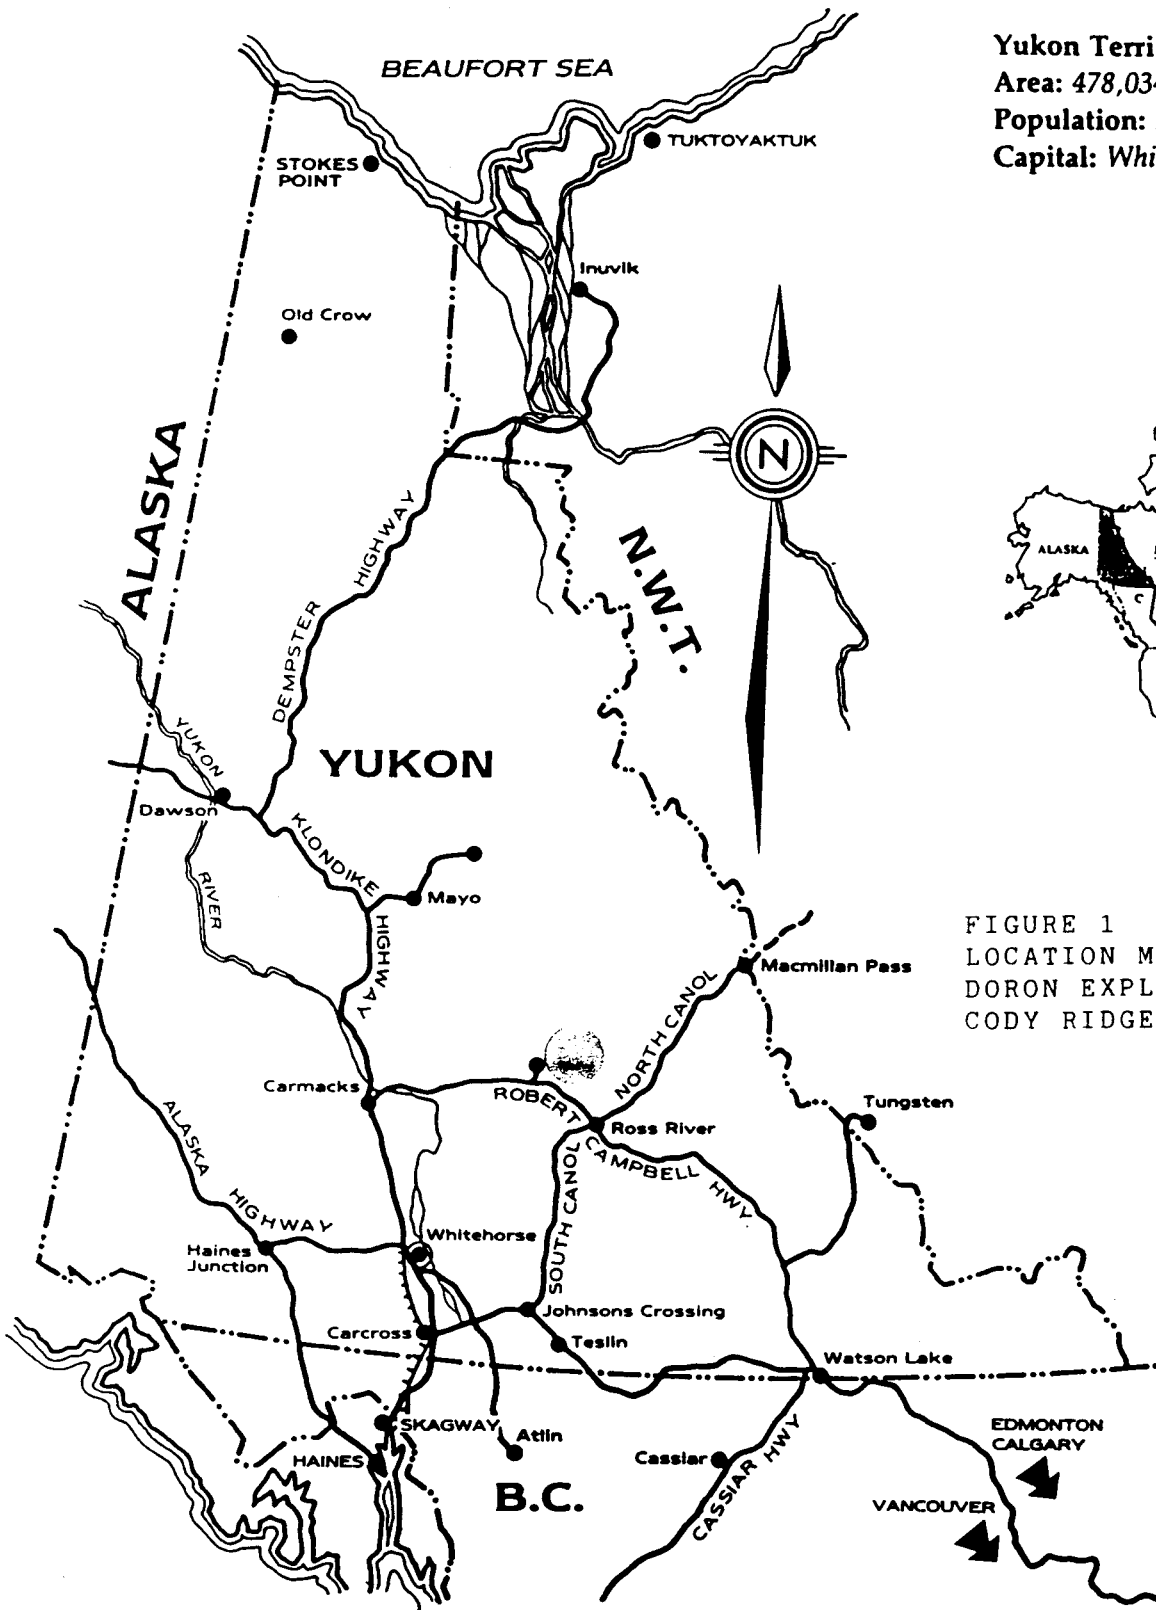 BEAUFORT SEA
Yukon Terri
Area: 478,034
Population:
Capital: Whi
TUKTOYAKTUK
STOKES
POINT
Inuvik
Old Crow
ALASKA
N
DEMPSTER HIGHWAY
N.W.T.
ALASKA
C
YUKON
YUKON
RIVER
Dawson
KLONDIKE
HIGHWAY
Mayo
Macmillan Pass
FIGURE 1
LOCATION M
DORON EXPL
CODY RIDGE
NORTH CANOL
Carmacks
ROBERT
CAMPBELL HWY
Ross River
Tungsten
ALASKA
HIGHWAY
SOUTH CANOL
Whitehorse
Haines
Junction
Johnsons Crossing
Carcross
Teslin
Watson Lake
SKAGWAY
Atlin
HAINES
Cassiar
CASSIAR HWY
B.C.
EDMONTON
CALGARY
VANCOUVER